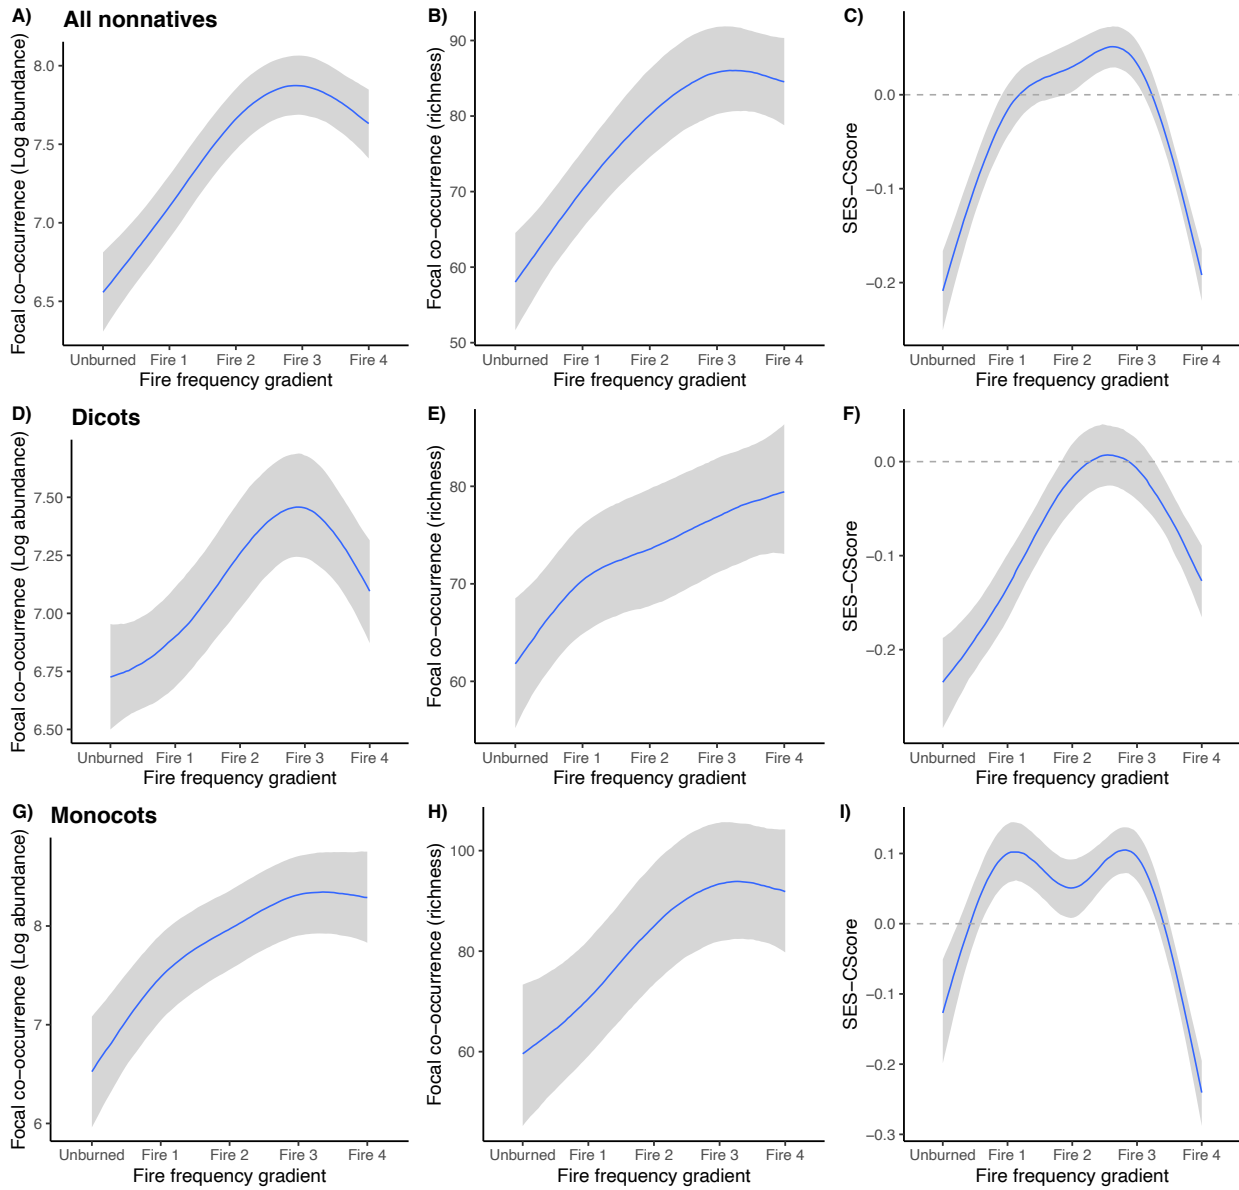 A) All nonnatives
Focal co−occurrence (Log abundance)
8.0
7.5
7.0
6.5
Unburned Fire 1 Fire 2 Fire 3 Fire 4
Fire frequency gradient
B)
Focal co−occurrence (richness)
90
80
70
60
50
Unburned Fire 1 Fire 2 Fire 3 Fire 4
Fire frequency gradient
C)
SES−CScore
0.0
−0.1
−0.2
Unburned Fire 1 Fire 2 Fire 3 Fire 4
Fire frequency gradient
D) Dicots
Focal co−occurrence (Log abundance)
7.50
7.25
7.00
6.75
6.50
Unburned Fire 1 Fire 2 Fire 3 Fire 4
Fire frequency gradient
E)
Focal co−occurrence (richness)
80
70
60
Unburned Fire 1 Fire 2 Fire 3 Fire 4
Fire frequency gradient
F)
SES−CScore
0.0
−0.1
−0.2
Unburned Fire 1 Fire 2 Fire 3 Fire 4
Fire frequency gradient
G) Monocots
Focal co−occurrence (Log abundance)
8
7
6
Unburned Fire 1 Fire 2 Fire 3 Fire 4
Fire frequency gradient
H)
Focal co−occurrence (richness)
100
80
60
Unburned Fire 1 Fire 2 Fire 3 Fire 4
Fire frequency gradient
I)
SES−CScore
0.1
0.0
−0.1
−0.2
−0.3
Unburned Fire 1 Fire 2 Fire 3 Fire 4
Fire frequency gradient